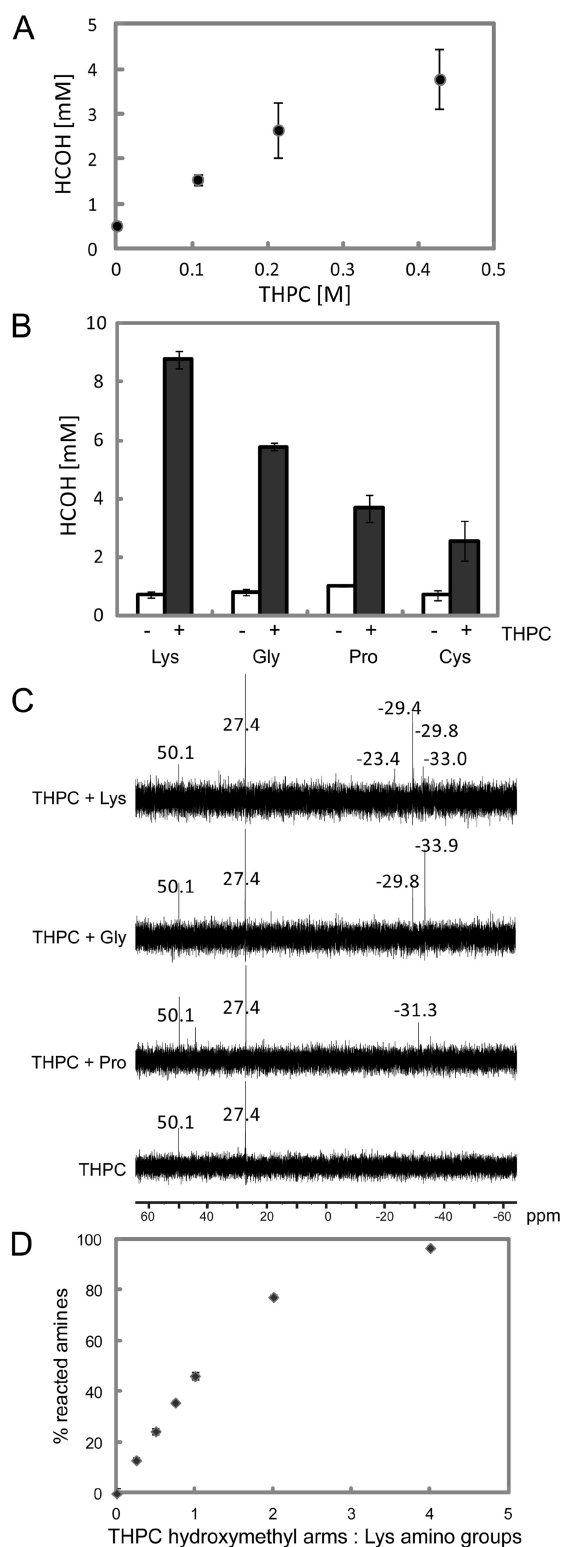 A
5
4
3
2
1
0
HCOH [mM]
0 0.1 0.2 0.3 0.4 0.5
THPC [M]
B
10
8
6
4
2
0
HCOH [mM]
- + - + - + - + THPC
Lys Gly Pro Cys
C
-29.4
27.4 -29.8
50.1 -23.4 -33.0
THPC + Lys
-33.9
50.1 27.4 -29.8
THPC + Gly
50.1 27.4 -31.3
THPC + Pro
50.1 27.4
THPC
60 40 20 0 -20 -40 -60 ppm
D
100
80
60
40
20
0
% reacted amines
0 1 2 3 4 5
THPC hydroxymethyl arms : Lys amino groups